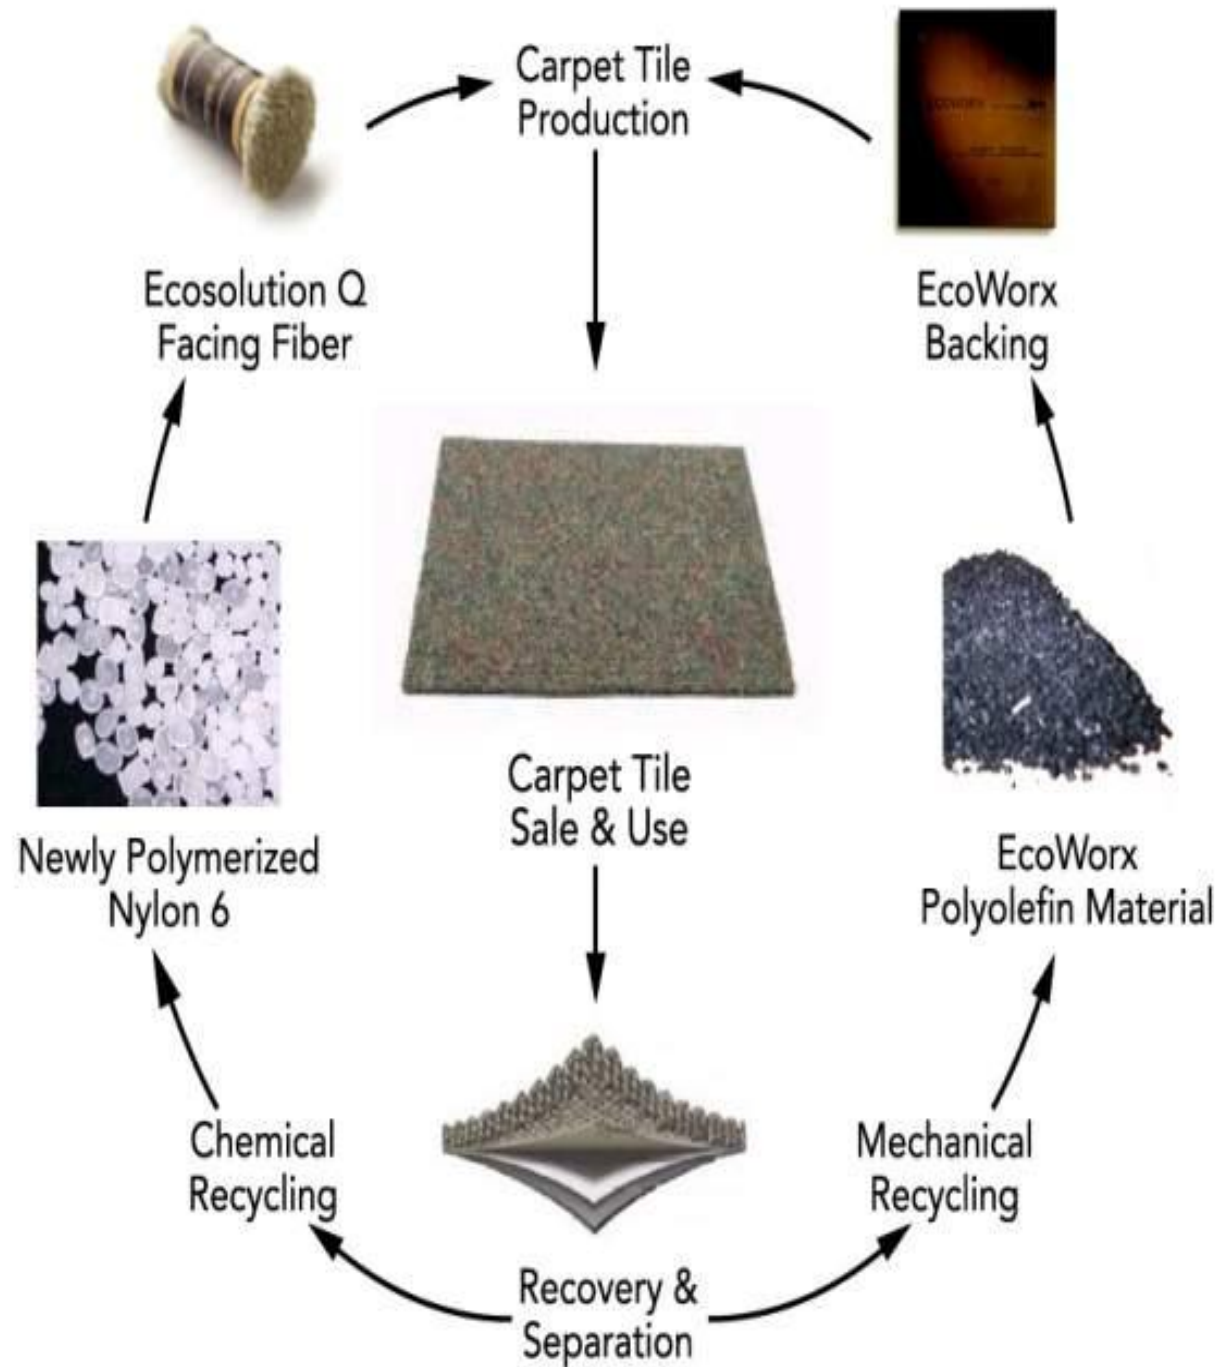 Carpet Tile
Production
Ecosolution Q
Facing Fiber
EcoWorx
Backing
Carpet Tile
Sale & Use
Newly Polymerized
Nylon 6
EcoWorx
Polyolefin Material
Chemical
Recycling
Mechanical
Recycling
Recovery &
Separation